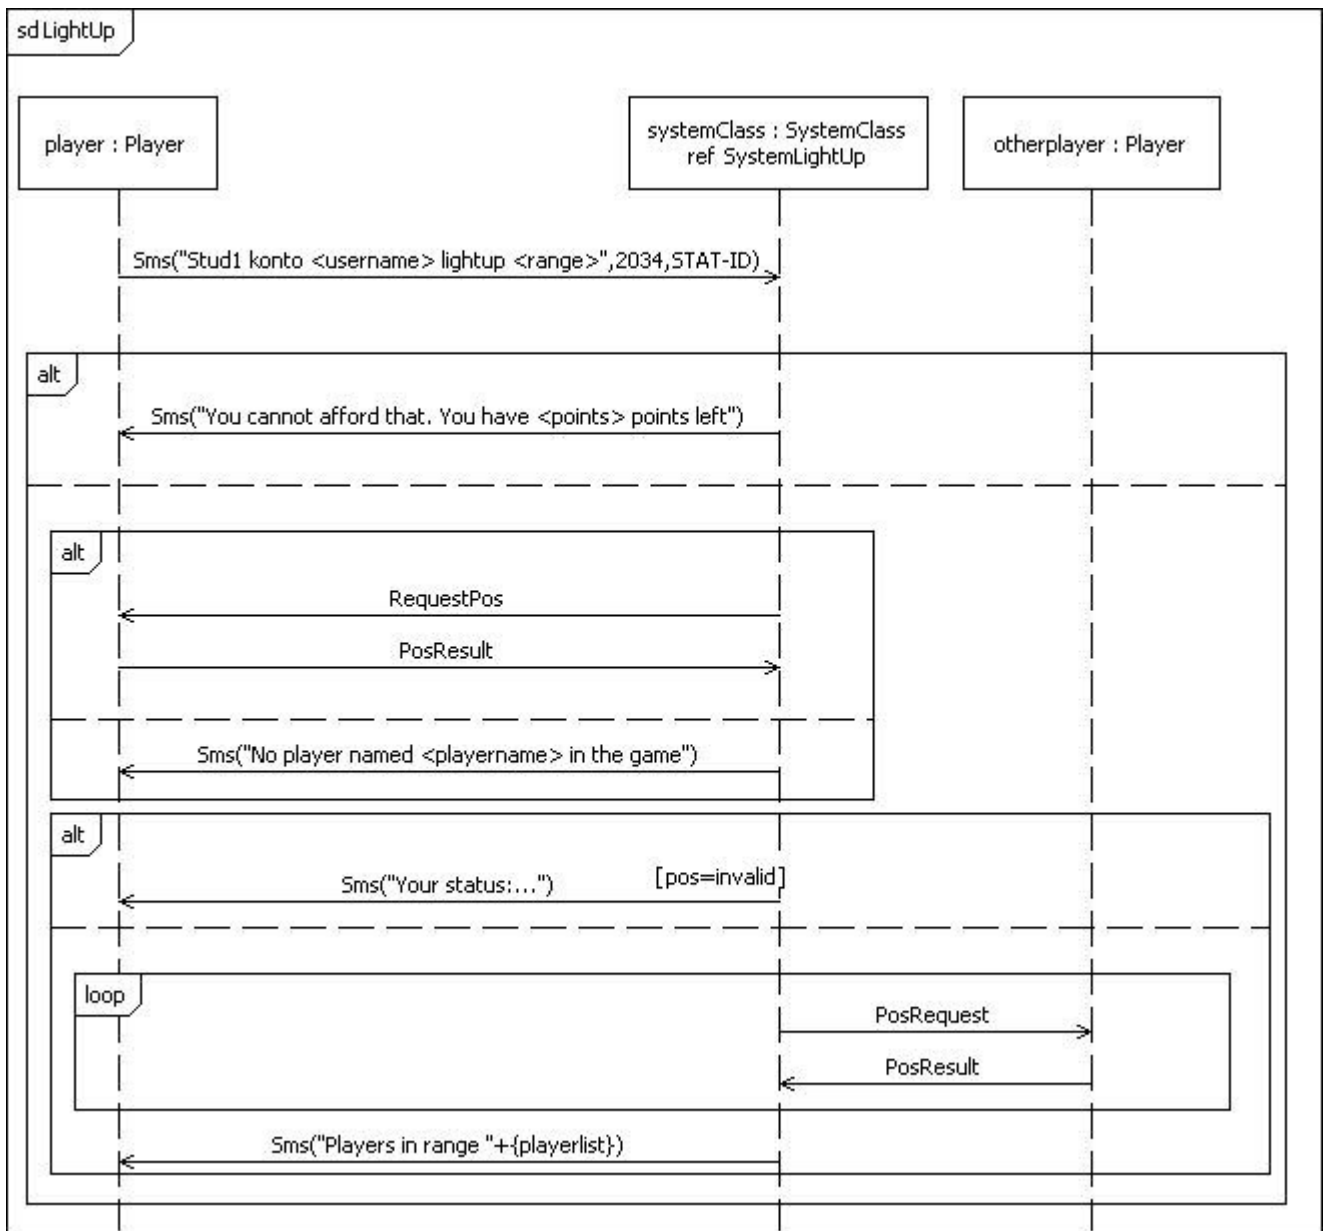 sd LightUp
player : Player
systemClass : SystemClass
ref SystemLightUp
otherplayer : Player
Sms("Stud1 konto <username> lightup <range>",2034,STAT-ID)
alt
Sms("You cannot afford that. You have <points> points left")
alt
RequestPos
PosResult
Sms("No player named <playername> in the game")
alt
[pos=invalid]
Sms("Your status:...")
loop
PosRequest
PosResult
Sms("Players in range "+{playerlist})